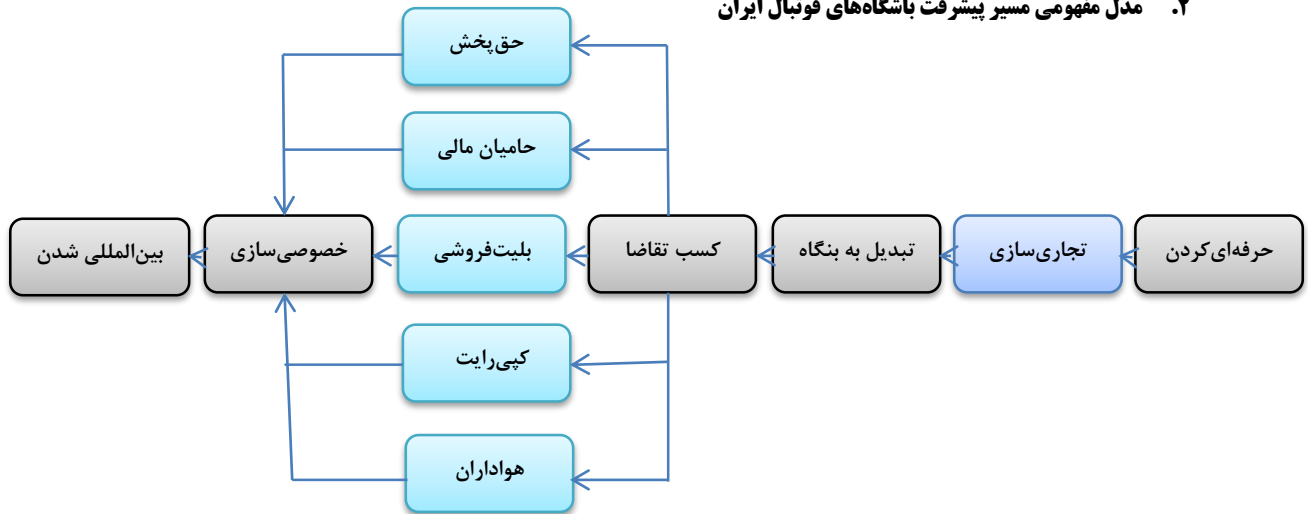 ۲. مدل مفهومی مسیر پیشرفت باشگاه‌های فوتبال ایران
حق‌پخش
حامیان مالی
حرفه‌ای‌کردن
تجاری‌سازی
تبدیل به بنگاه
کسب تقاضا
بلیت‌فروشی
خصوصی‌سازی
بین‌المللی شدن
کپی‌رایت
هواداران